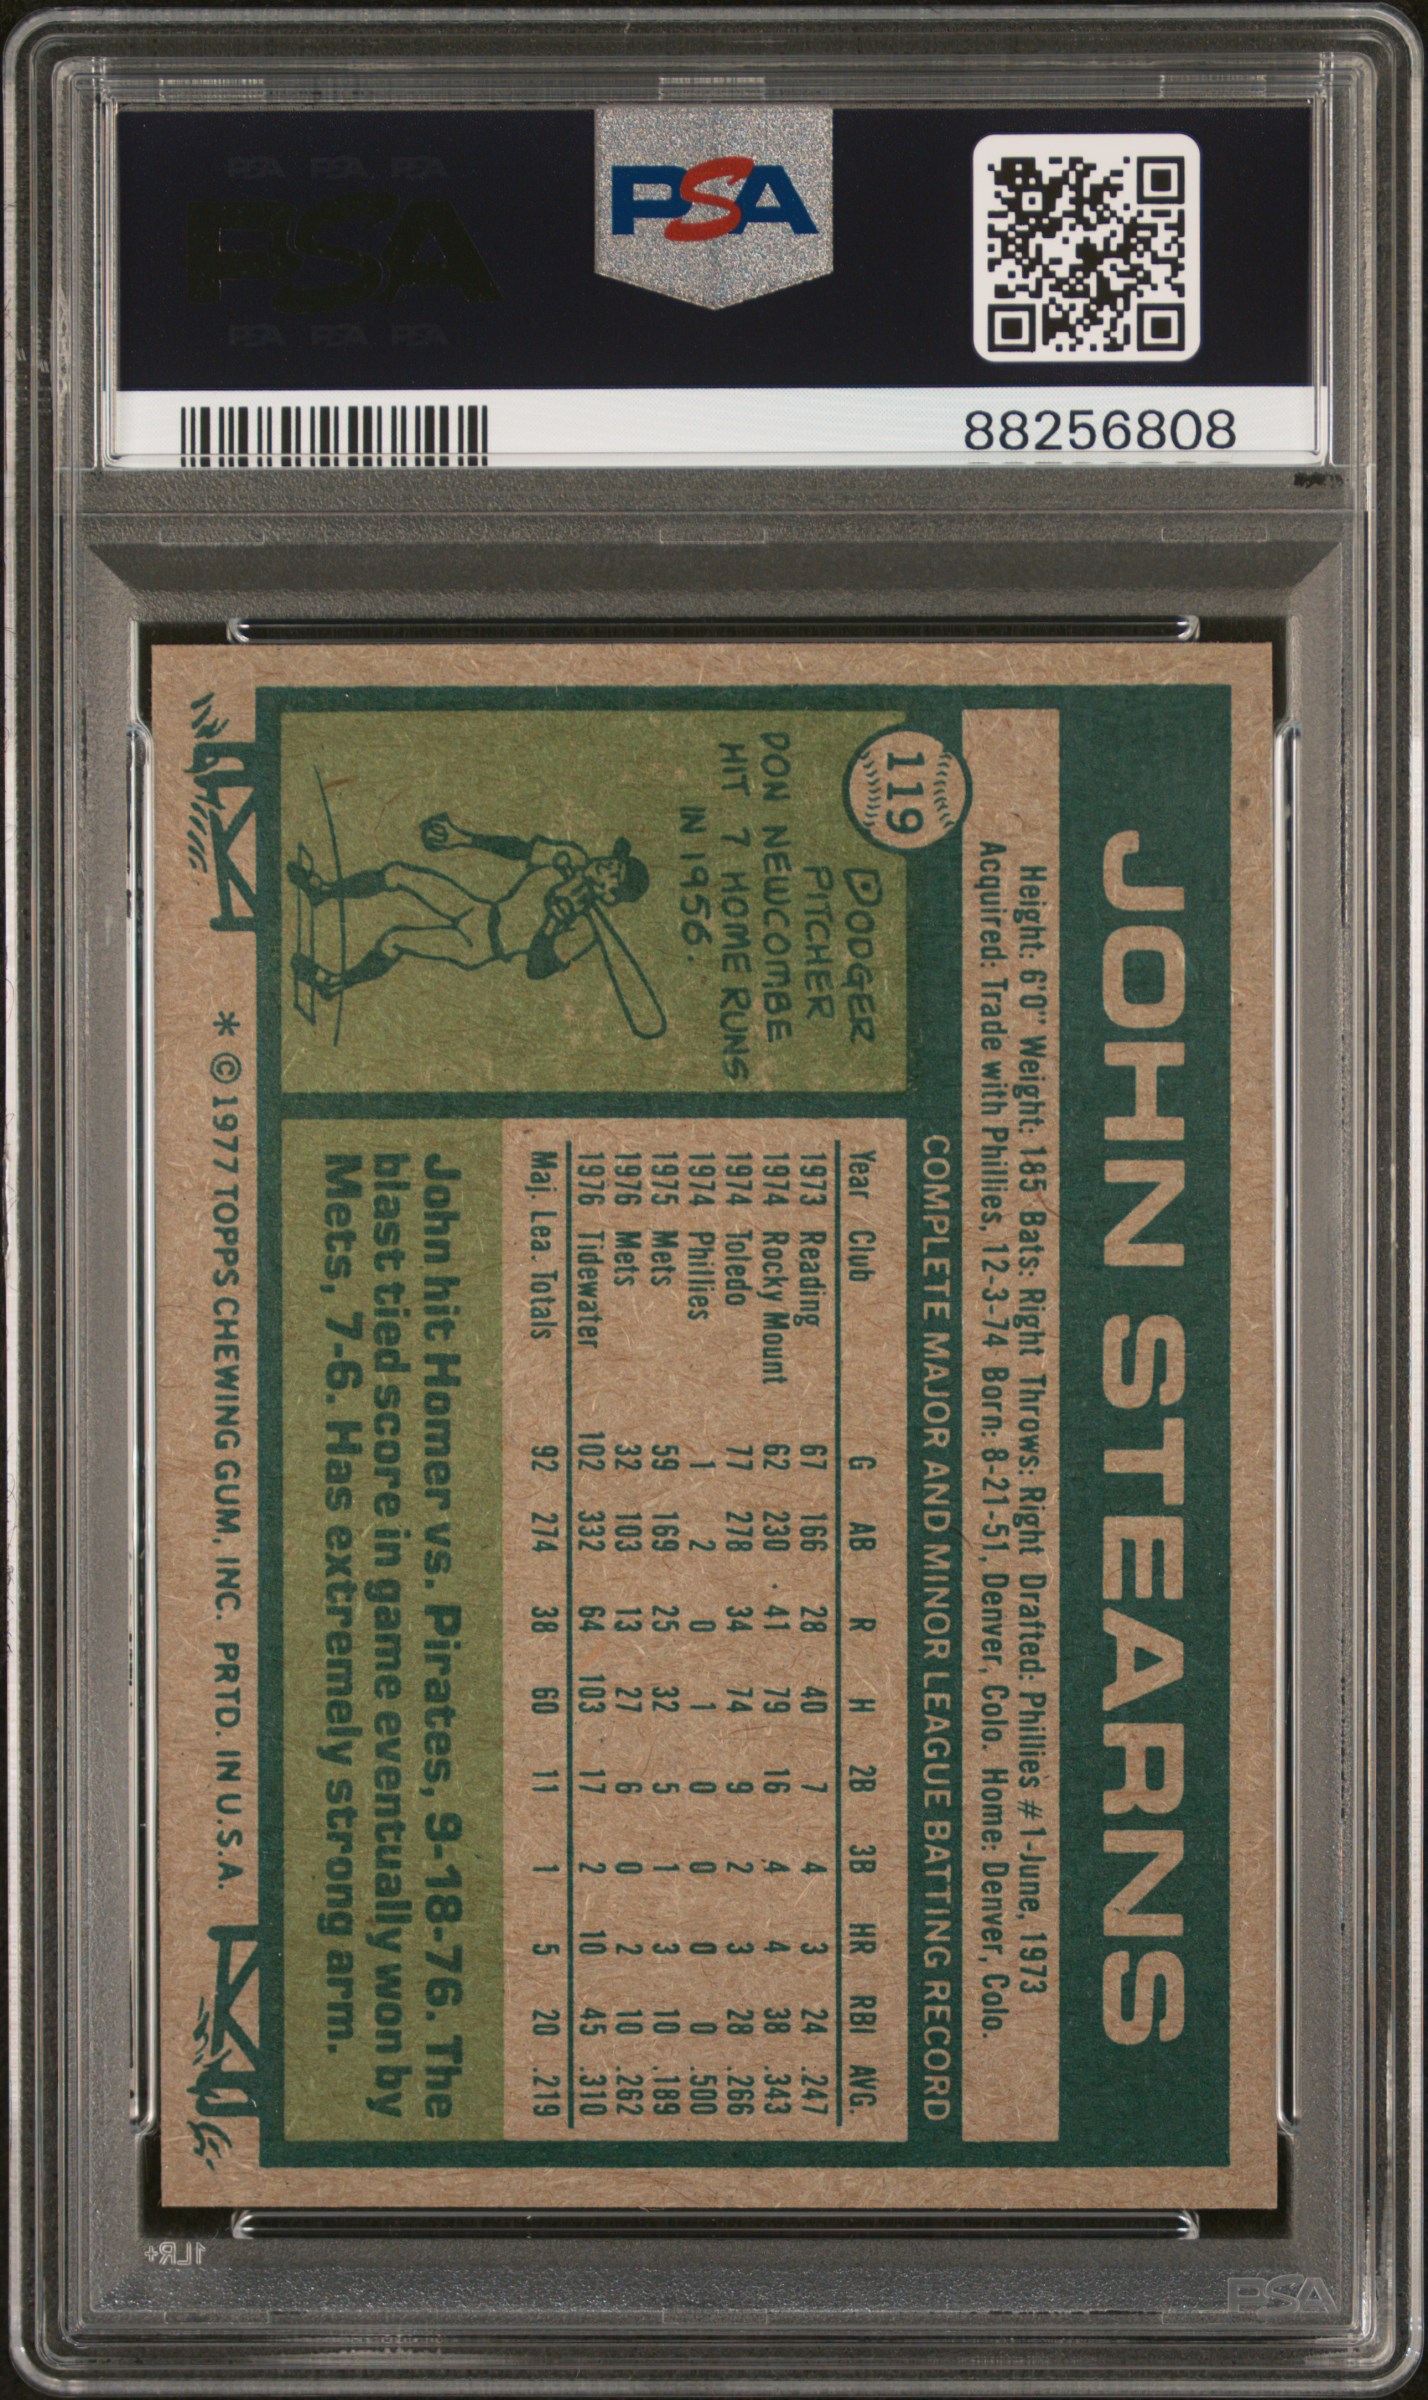 PSA PSA PSA
PSA
PSA PSA PSA
PSA
88256808
119
JOHN STEARNS
Height: 6'0" Weight: 185 Bats: Right Throws: Right Drafted: Phillies #1-June, 1973
Acquired: Trade with Phillies, 12-3-74 Born: 8-21-51, Denver, Colo. Home: Denver, Colo.
DODGER
PITCHER
DON NEWCOMBE
HIT 7 HOME RUNS
IN 1956.
COMPLETE MAJOR AND MINOR LEAGUE BATTING RECORD
Year Club G AB R H 2B 3B HR RBI AVG.
1973 Reading 67 166 28 40 7 4 3 24 .247
1974 Rocky Mount 62 230 41 79 16 4 4 38 .343
1974 Toledo 77 278 34 74 9 2 3 28 .266
1974 Phillies 1 2 0 1 0 0 0 0 .500
1975 Mets 59 169 25 32 5 1 3 10 .189
1976 Mets 32 103 13 27 6 0 2 10 .262
1976 Tidewater 102 332 64 103 17 2 10 45 .310
Maj. Lea. Totals 92 274 38 60 11 1 5 20 .219
John hit Homer vs. Pirates, 9-18-76. The
blast tied score in game eventually won by
Mets, 7-6. Has extremely strong arm.
* © 1977 TOPPS CHEWING GUM, INC. PRTD. IN U.S.A.
1LR+
PSA